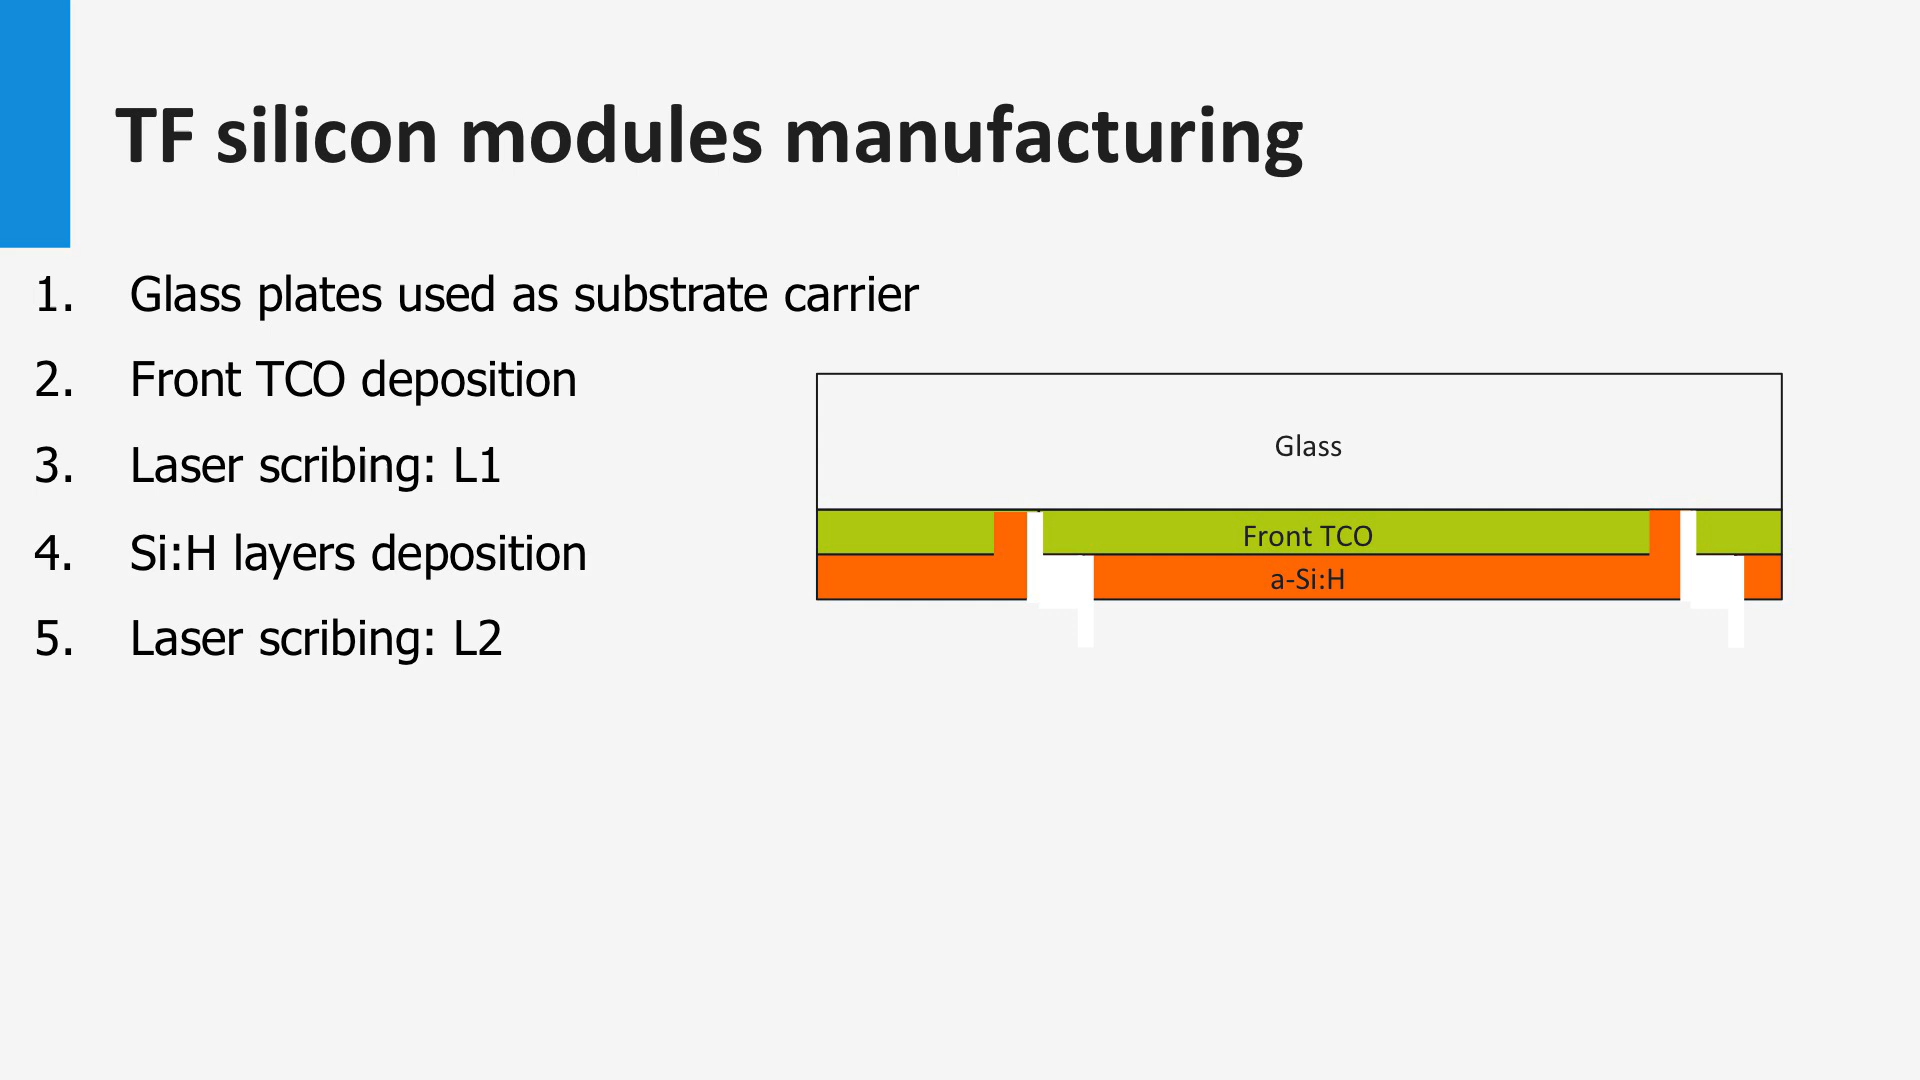 TF silicon modules manufacturing
1. Glass plates used as substrate carrier
2. Front TCO deposition
3. Laser scribing: L1
4. Si:H layers deposition
5. Laser scribing: L2
Glass
Front TCO
a-Si:H